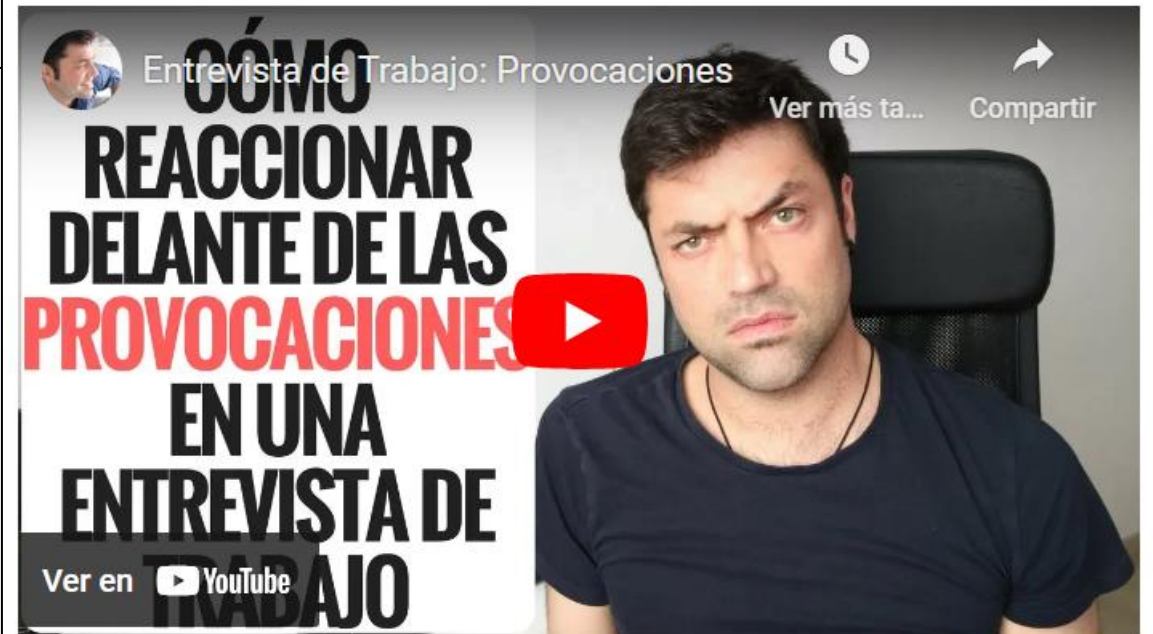 Entrevista de Trabajo: Provocaciones
Ver más ta...
Compartir
CÓMO
REACCIONAR
DELANTE DE LAS
PROVOCACIONES
EN UNA
ENTREVISTA DE
TRABAJO
Ver en YouTube